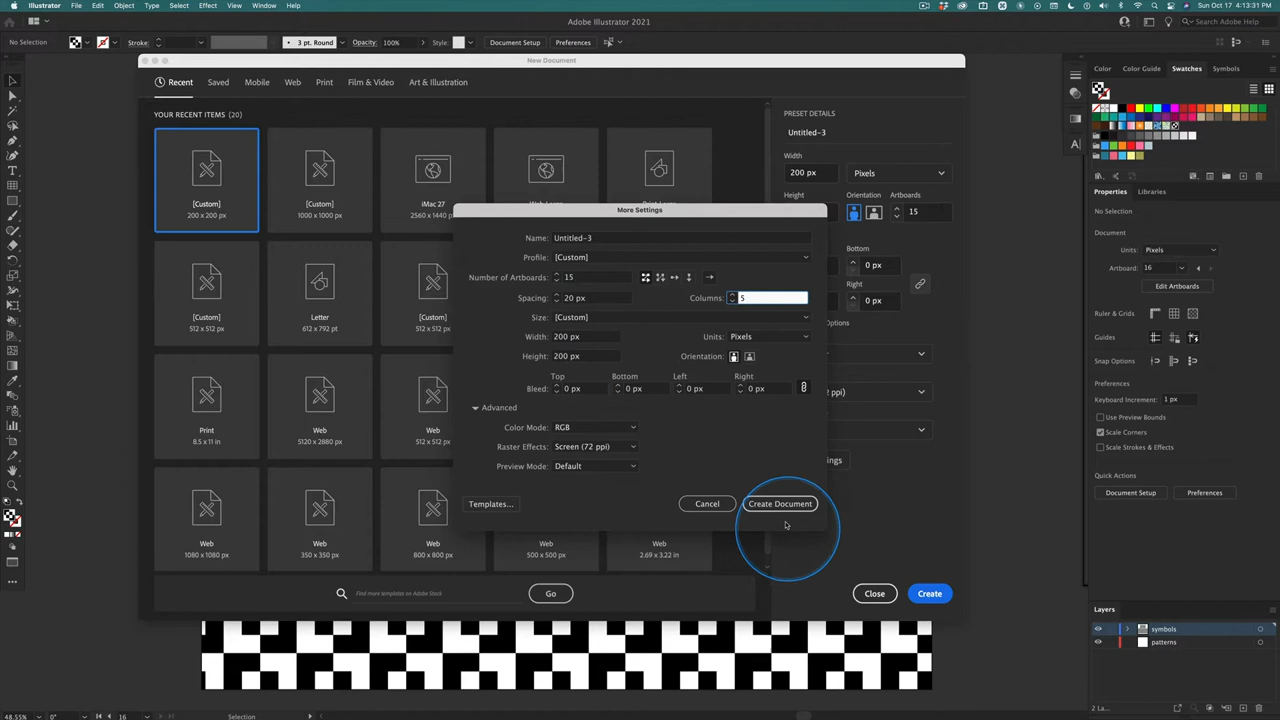 Illustrator File Edit Object Type Select Effect View Window Help Sun Oct 17 4:13:31 PM
Adobe Illustrator 2021 Search Adobe Help
No Selection Stroke: 3 pt. Round Opacity: 100% Style: Document Setup Preferences
New Document
Recent Saved Mobile Web Print Film & Video Art & Illustration
YOUR RECENT ITEMS (20)
[Custom]
200 x 200 px
[Custom]
1000 x 1000 px
iMac 27
2560 x 1440 p
[Custom]
512 x 512 px
Letter
612 x 792 pt
[Custom]
512 x 512 px
Print
8.5 x 11 in
Web
5120 x 2880 px
Web
512 x 512
Web
1080 x 1080 px
Web
350 x 350 px
Web
800 x 800 px
Web
500 x 500 px
Web
2.69 x 3.22 in
Find more templates on Adobe Stock
Go
PRESET DETAILS
Untitled-3
Width
200 px Pixels
Height Orientation Artboards
15
Bottom
0 px
Right
0 px
Options
ppi)
ings
Close Create
More Settings
Name: Untitled-3
Profile: [Custom]
Number of Artboards: 15
Spacing: 20 px Columns: 5
Size: [Custom]
Width: 200 px Units: Pixels
Height: 200 px Orientation:
Top Bottom Left Right
Bleed: 0 px 0 px 0 px 0 px
Advanced
Color Mode: RGB
Raster Effects: Screen (72 ppi)
Preview Mode: Default
Templates... Cancel Create Document
Color Color Guide Swatches Symbols
Properties Libraries
No Selection
Document
Units: Pixels
Artboard: 16
Edit Artboards
Ruler & Grids
Guides
Snap Options
Preferences
Keyboard Increment: 1 px
Use Preview Bounds
Scale Corners
Scale Strokes & Effects
Quick Actions
Document Setup Preferences
Layers
symbols
patterns
2 La...
48.55% 0° 16 Selection